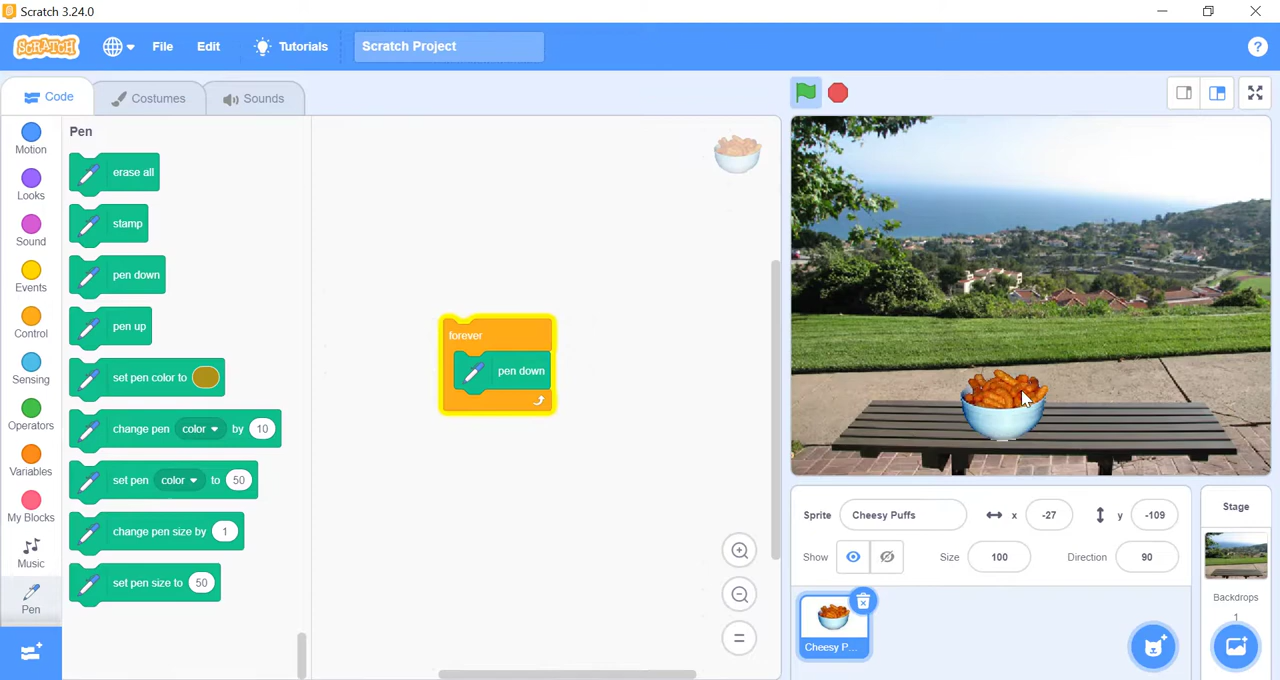 Scratch 3.24.0
SCRATCH File Edit Tutorials Scratch Project ?
Code Costumes Sounds
Motion
Looks
Sound
Events
Control
Sensing
Operators
Variables
My Blocks
Music
Pen
Pen
erase all
stamp
pen down
pen up
set pen color to
change pen color by 10
set pen color to 50
change pen size by 1
set pen size to 50
forever
pen down
Sprite Cheesy Puffs x -27 y -109
Show Size 100 Direction 90
Cheesy P...
Stage
Backdrops
1